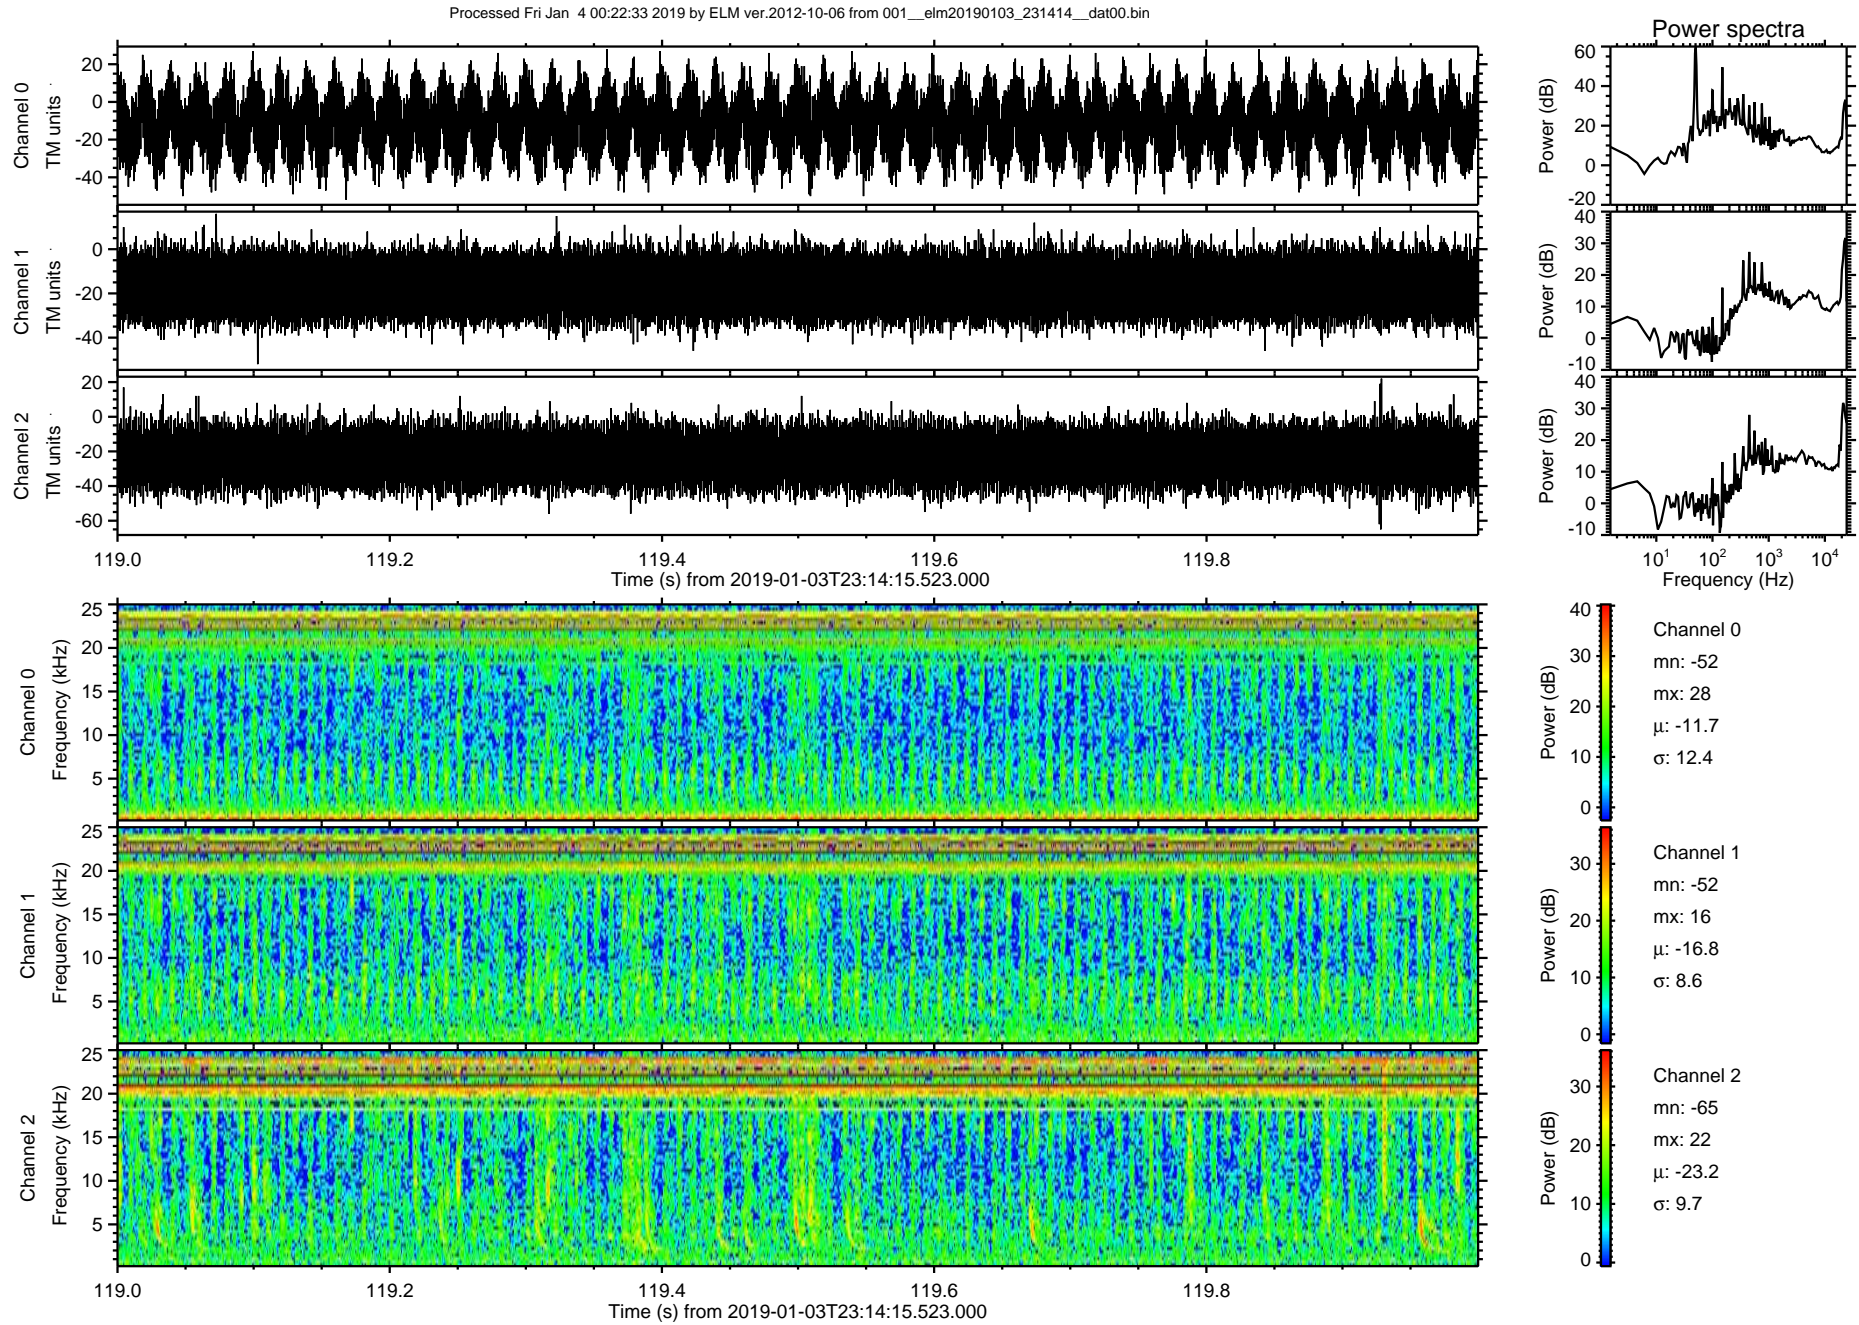 Processed Fri Jan  4 00:22:33 2019 by ELM ver.2012-10-06 from 001__elm20190103_231414__dat00.bin
Power spectra
Channel 0
TM units
20
0
-20
-40
Power (dB)
60
40
20
0
-20
Channel 1
TM units
0
-20
-40
Power (dB)
40
30
20
10
0
-10
Channel 2
TM units
20
0
-20
-40
-60
Power (dB)
40
30
20
10
0
-10
119.0 119.2 119.4 119.6 119.8
Time (s) from 2019-01-03T23:14:15.523.000
10^1 10^2 10^3 10^4
Frequency (Hz)
Channel 0
Frequency (kHz)
25
20
15
10
5
Power (dB)
40
30
20
10
0
Channel 0
mn: -52
mx: 28
μ: -11.7
σ: 12.4
Channel 1
Frequency (kHz)
25
20
15
10
5
Power (dB)
30
20
10
0
Channel 1
mn: -52
mx: 16
μ: -16.8
σ: 8.6
Channel 2
Frequency (kHz)
25
20
15
10
5
Power (dB)
30
20
10
0
Channel 2
mn: -65
mx: 22
μ: -23.2
σ: 9.7
119.0 119.2 119.4 119.6 119.8
Time (s) from 2019-01-03T23:14:15.523.000